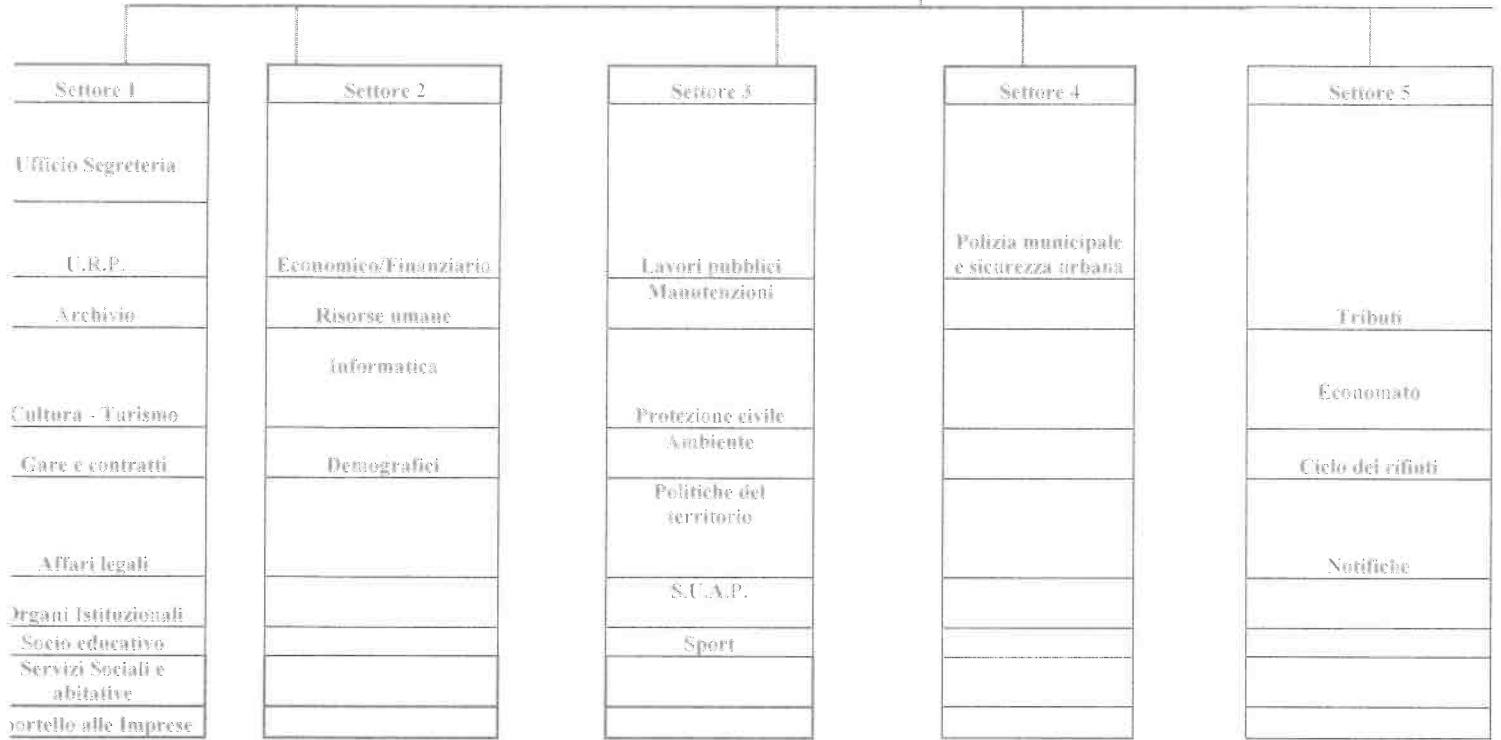 Settore 1
Ufficio Segreteria
U.R.P.
Archivio
Cultura - Turismo
Gare e contratti
Affari legali
Organi Istituzionali
Socio educativo
Servizi Sociali e
abitative
portello alle Imprese
Settore 2
Economico/Finanziario
Risorse umane
Informatica
Demografici
Settore 3
Lavori pubblici
Manutenzioni
Protezione civile
Ambiente
Politiche del
territorio
S.U.A.P.
Sport
Settore 4
Polizia municipale
e sicurezza urbana
Settore 5
Tributi
Economato
Ciclo dei rifiuti
Notifiche